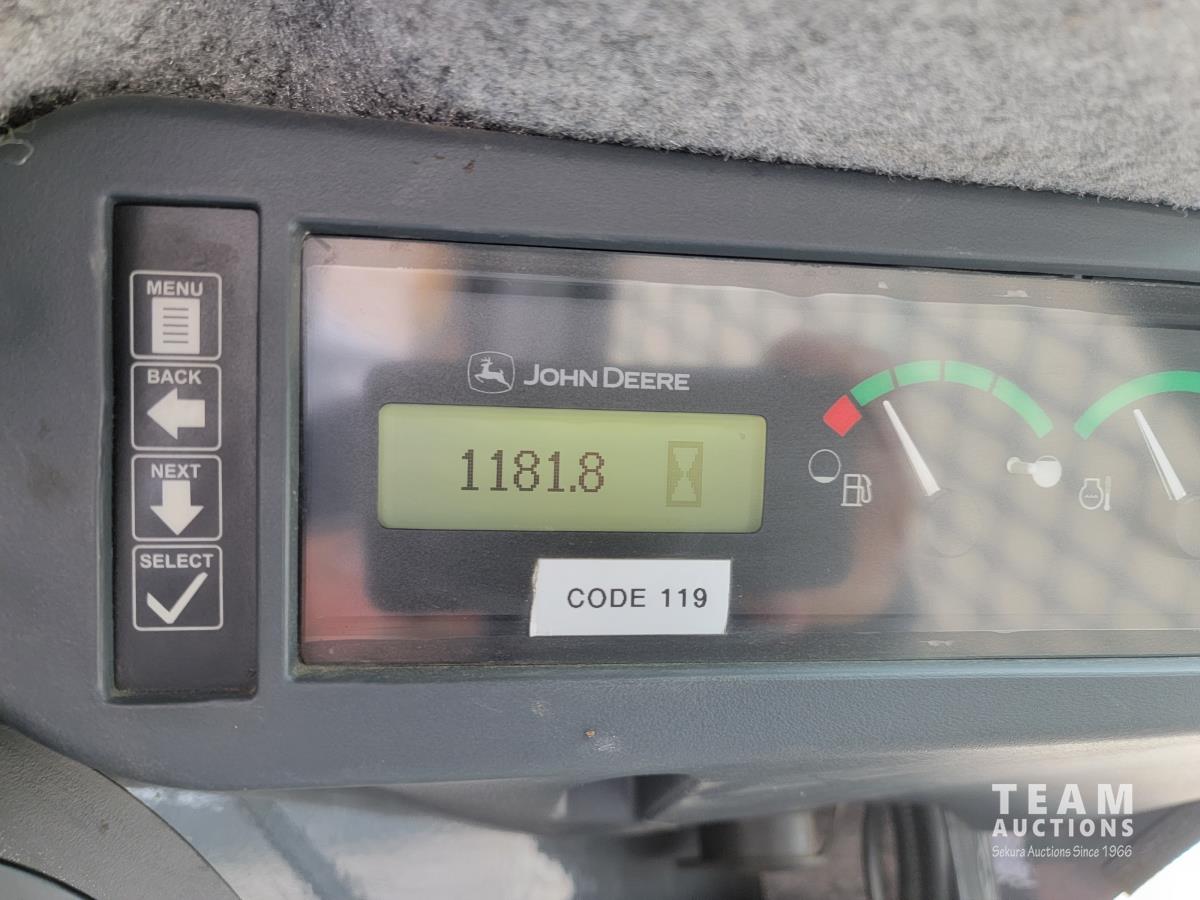 MENU
BACK
NEXT
SELECT
JOHN DEERE
1181.8
CODE 119
TEAM
AUCTIONS
Sekura Auctions Since 1966